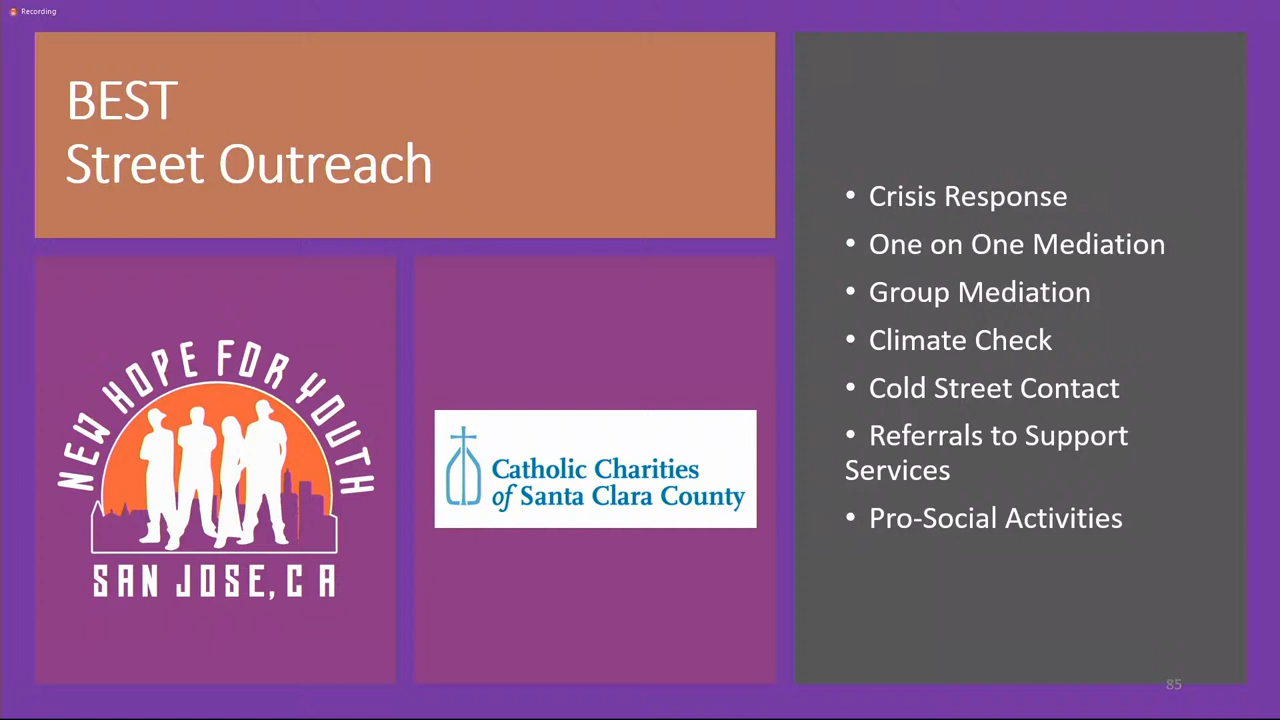 Recording
BEST
Street Outreach
NEW HOPE FOR YOUTH
SAN JOSE, CA
Catholic Charities
of Santa Clara County
• Crisis Response
• One on One Mediation
• Group Mediation
• Climate Check
• Cold Street Contact
• Referrals to Support
Services
• Pro-Social Activities
85